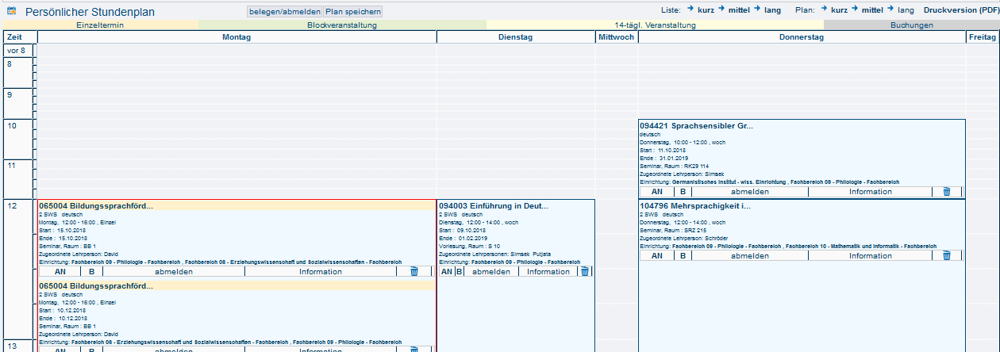 Persönlicher Stundenplan
belegen/abmelden Plan speichern
Liste: kurz mittel lang Plan: kurz mittel lang Druckversion (PDF)
Einzeltermin Blockveranstaltung 14-tägl. Veranstaltung Buchungen
Zeit Montag Dienstag Mittwoch Donnerstag Freitag
vor 8
8
9
10
094421 Sprachsensibler Gr...
deutsch
Donnerstag, 10:00 - 12:00 , woch
Start : 11.10.2018
Ende : 31.01.2019
Seminar, Raum : RK29 114
Zugeordnete Lehrperson: Simsek
Einrichtung: Germanistisches Institut - wiss. Einrichtung , Fachbereich 09 - Philologie - Fachbereich
AN B abmelden Information
11
12
065004 Bildungssprachförd...
2 SWS deutsch
Montag, 12:00 - 16:00 , Einzel
Start : 15.10.2018
Ende : 15.10.2018
Seminar, Raum : BB 1
Zugeordnete Lehrperson: David
Einrichtung: Fachbereich 09 - Philologie - Fachbereich , Fachbereich 06 - Erziehungswissenschaft und Sozialwissenschaften - Fachbereich
AN B abmelden Information
065004 Bildungssprachförd...
2 SWS deutsch
Montag, 12:00 - 16:00 , Einzel
Start : 10.12.2018
Ende : 10.12.2018
Seminar, Raum : BB 1
Zugeordnete Lehrperson: David
Einrichtung: Fachbereich 06 - Erziehungswissenschaft und Sozialwissenschaften - Fachbereich , Fachbereich 09 - Philologie - Fachbereich
AN B abmelden Information
094003 Einführung in Deut...
2 SWS deutsch
Dienstag, 12:00 - 14:00 , woch
Start : 09.10.2018
Ende : 01.02.2019
Vorlesung, Raum : S 10
Zugeordnete Lehrpersonen: Simsek Putjata
Einrichtung: Fachbereich 09 - Philologie - Fachbereich
AN B abmelden Information
104796 Mehrsprachigkeit i...
2 SWS deutsch
Donnerstag, 12:00 - 14:00 , woch
Seminar, Raum : SRZ 215
Zugeordnete Lehrperson: Schröder
Einrichtung: Fachbereich 09 - Philologie - Fachbereich , Fachbereich 10 - Mathematik und Informatik - Fachbereich
AN B abmelden Information
13